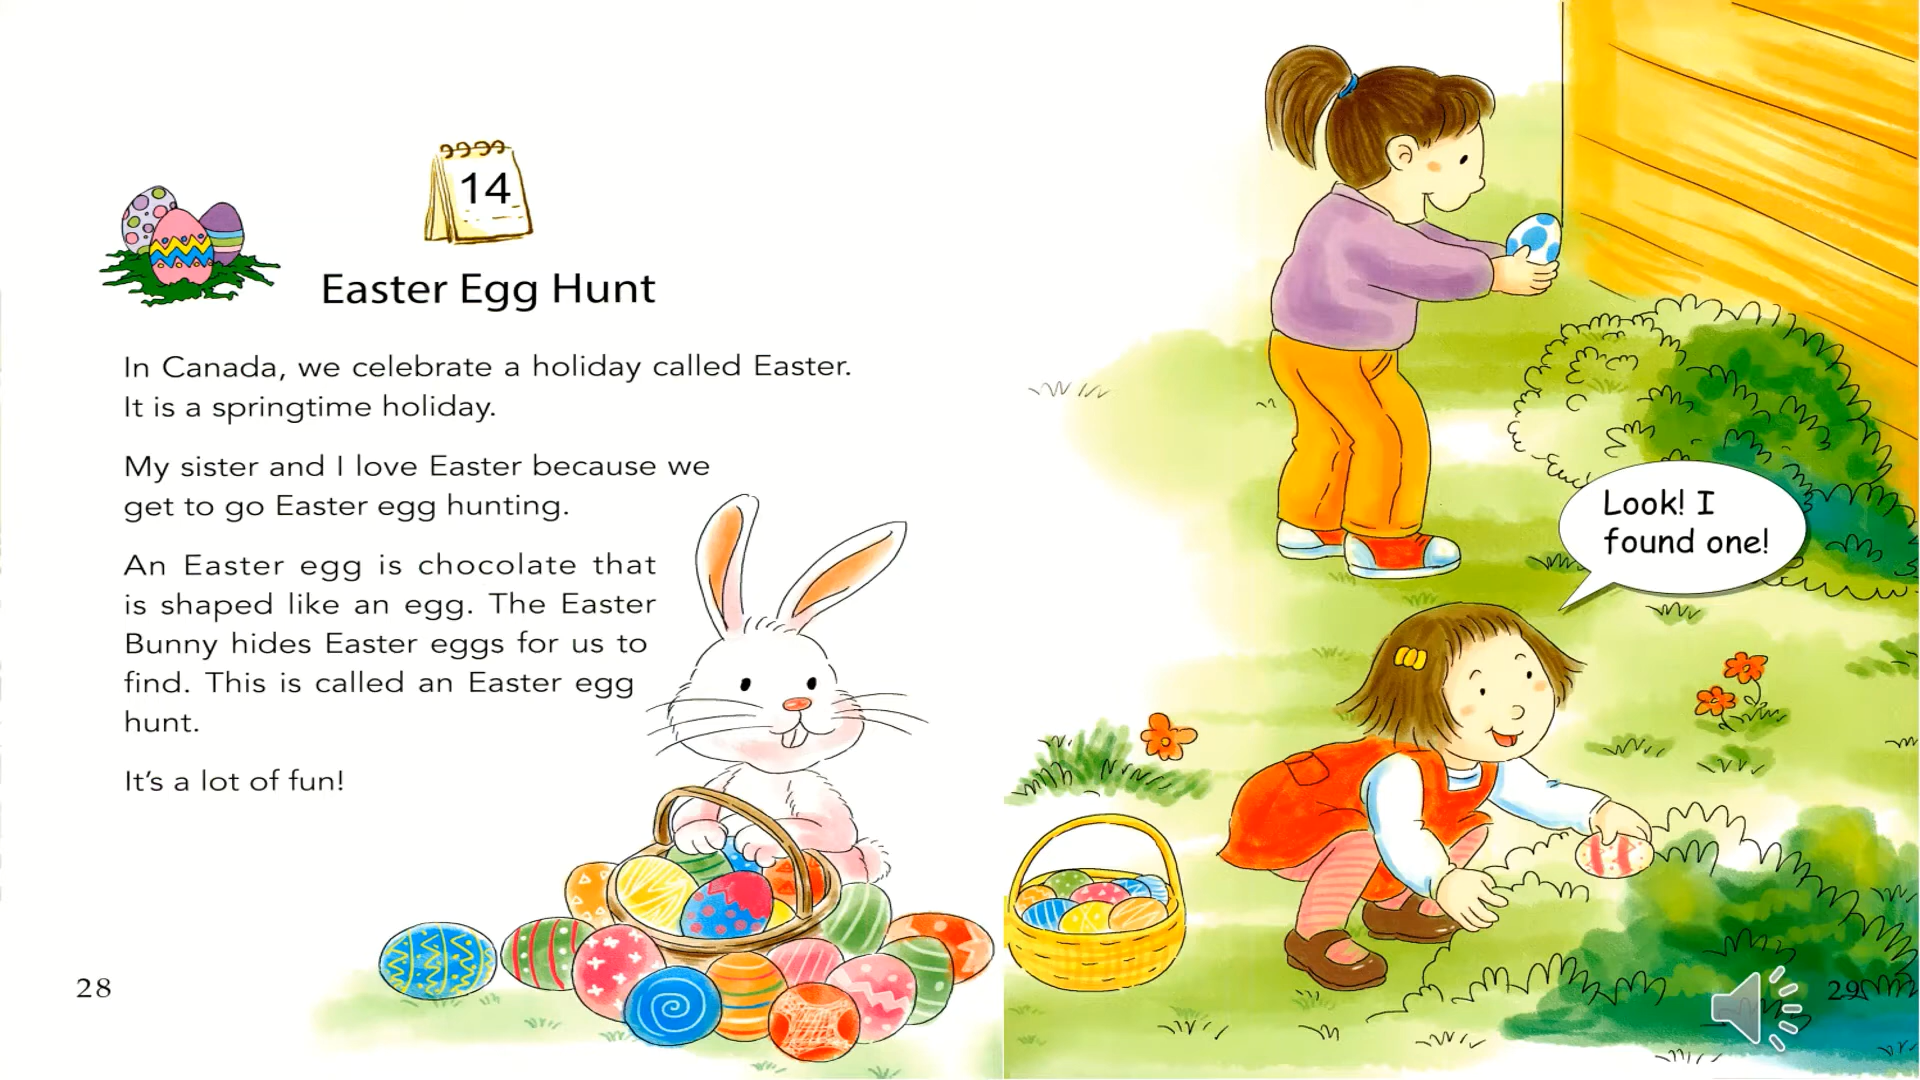 14
Easter Egg Hunt
In Canada, we celebrate a holiday called Easter.
It is a springtime holiday.
My sister and I love Easter because we
get to go Easter egg hunting.
An Easter egg is chocolate that
is shaped like an egg. The Easter
Bunny hides Easter eggs for us to
find. This is called an Easter egg
hunt.
It's a lot of fun!
28
Look! I
found one!
29